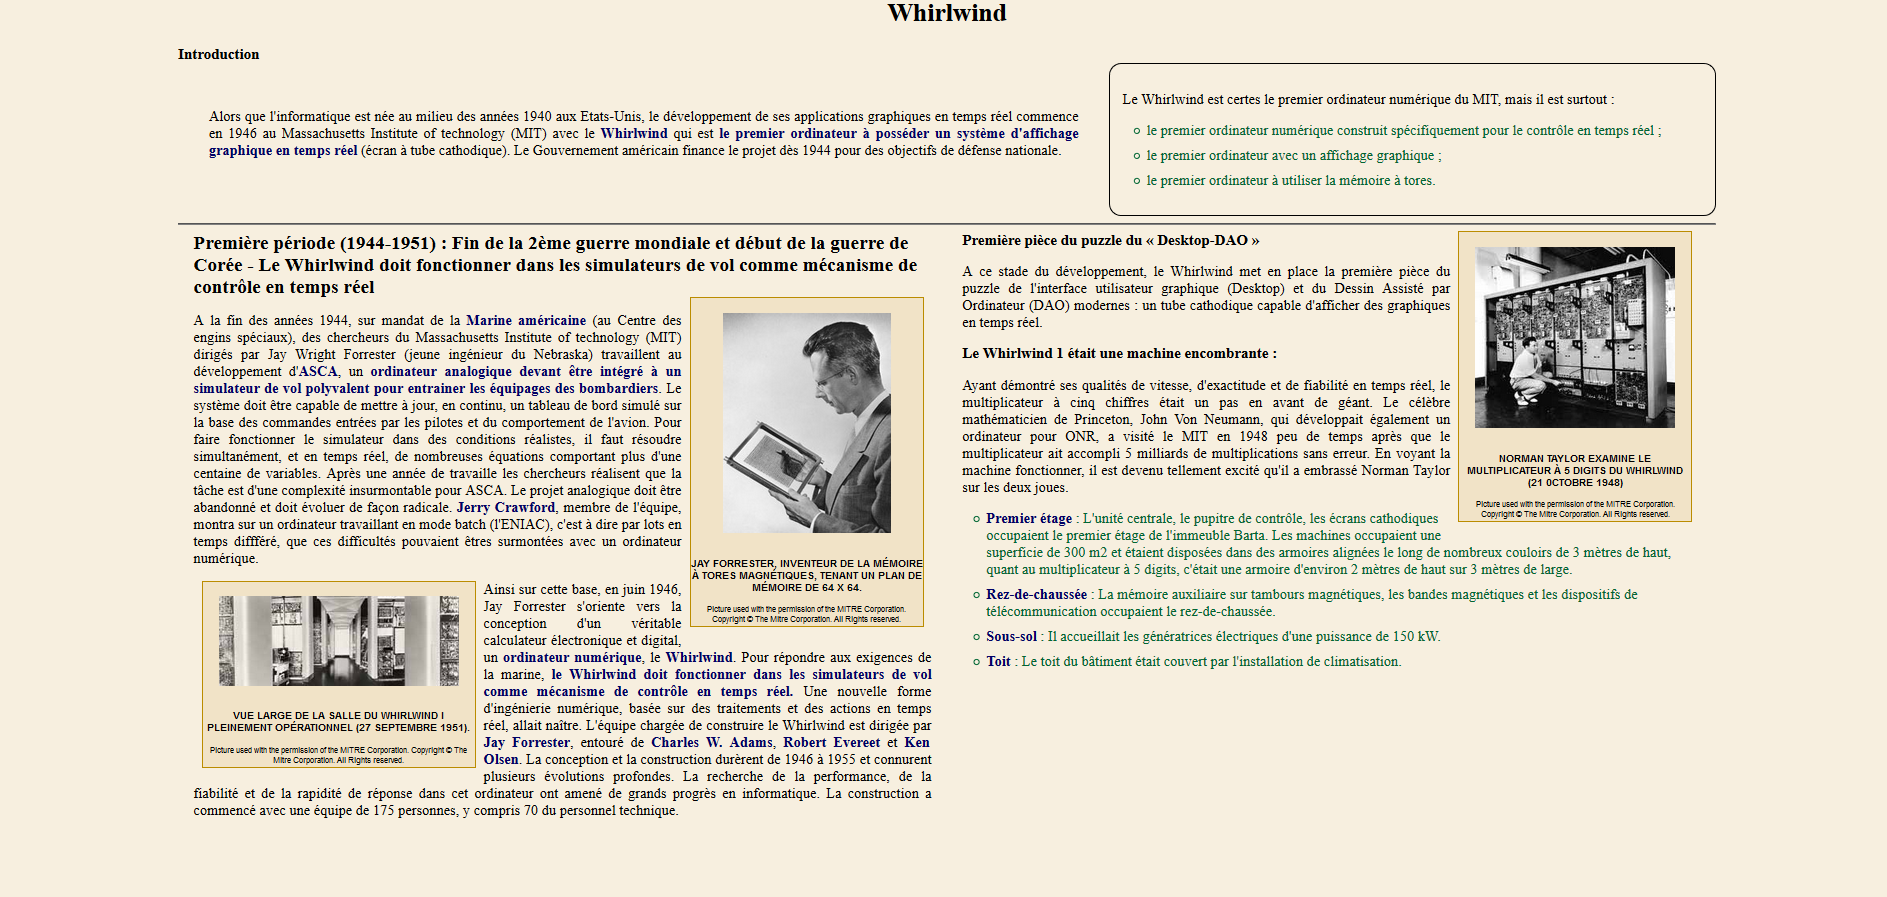 Whirlwind
Introduction
Alors que l'informatique est née au milieu des années 1940 aux Etats-Unis, le développement de ses applications graphiques en temps réel commence
en 1946 au Massachusetts Institute of technology (MIT) avec le Whirlwind qui est le premier ordinateur à posséder un système d'affichage
graphique en temps réel (écran à tube cathodique). Le Gouvernement américain finance le projet dès 1944 pour des objectifs de défense nationale.
Le Whirlwind est certes le premier ordinateur numérique du MIT, mais il est surtout :
le premier ordinateur numérique construit spécifiquement pour le contrôle en temps réel ;
le premier ordinateur avec un affichage graphique ;
le premier ordinateur à utiliser la mémoire à tores.
Première période (1944-1951) : Fin de la 2ème guerre mondiale et début de la guerre de
Corée - Le Whirlwind doit fonctionner dans les simulateurs de vol comme mécanisme de
contrôle en temps réel
A la fin des années 1944, sur mandat de la Marine américaine (au Centre des
engins spéciaux), des chercheurs du Massachusetts Institute of technology (MIT)
dirigés par Jay Wright Forrester (jeune ingénieur du Nebraska) travaillent au
développement d'ASCA, un ordinateur analogique devant être intégré à un
simulateur de vol polyvalent pour entrainer les équipages des bombardiers. Le
système doit être capable de mettre à jour, en continu, un tableau de bord simulé sur
la base des commandes entrées par les pilotes et du comportement de l'avion. Pour
faire fonctionner le simulateur dans des conditions réalistes, il faut résoudre
simultanément, et en temps réel, de nombreuses équations comportant plus d'une
centaine de variables. Après une année de travaille les chercheurs réalisent que la
tâche est d'une complexité insurmontable pour ASCA. Le projet analogique doit être
abandonné et doit évoluer de façon radicale. Jerry Crawford, membre de l'équipe,
montra sur un ordinateur travaillant en mode batch (l'ENIAC), c'est à dire par lots en
temps diffféré, que ces difficultés pouvaient êtres surmontées avec un ordinateur
numérique.
JAY FORRESTER, INVENTEUR DE LA MÉMOIRE
À TORES MAGNÉTIQUES, TENANT UN PLAN DE
MÉMOIRE DE 64 X 64.
Picture used with the permission of the MITRE Corporation.
Copyright © The Mitre Corporation. All Rights reserved.
VUE LARGE DE LA SALLE DU WHIRLWIND I
PLEINEMENT OPÉRATIONNEL (27 SEPTEMBRE 1951).
Picture used with the permission of the MITRE Corporation. Copyright © The
Mitre Corporation. All Rights reserved.
Ainsi sur cette base, en juin 1946,
Jay Forrester s'oriente vers la
conception d'un véritable
calculateur électronique et digital,
un ordinateur numérique, le Whirlwind. Pour répondre aux exigences de
la marine, le Whirlwind doit fonctionner dans les simulateurs de vol
comme mécanisme de contrôle en temps réel. Une nouvelle forme
d'ingénierie numérique, basée sur des traitements et des actions en temps
réel, allait naître. L'équipe chargée de construire le Whirlwind est dirigée par
Jay Forrester, entouré de Charles W. Adams, Robert Evereet et Ken
Olsen. La conception et la construction durèrent de 1946 à 1955 et connurent
plusieurs évolutions profondes. La recherche de la performance, de la
fiabilité et de la rapidité de réponse dans cet ordinateur ont amené de grands progrès en informatique. La construction a
commencé avec une équipe de 175 personnes, y compris 70 du personnel technique.
Première pièce du puzzle du « Desktop-DAO »
A ce stade du développement, le Whirlwind met en place la première pièce du
puzzle de l'interface utilisateur graphique (Desktop) et du Dessin Assisté par
Ordinateur (DAO) modernes : un tube cathodique capable d'afficher des graphiques
en temps réel.
Le Whirlwind 1 était une machine encombrante :
Ayant démontré ses qualités de vitesse, d'exactitude et de fiabilité en temps réel, le
multiplicateur à cinq chiffres était un pas en avant de géant. Le célèbre
mathématicien de Princeton, John Von Neumann, qui développait également un
ordinateur pour ONR, a visité le MIT en 1948 peu de temps après que le
multiplicateur ait accompli 5 milliards de multiplications sans erreur. En voyant la
machine fonctionner, il est devenu tellement excité qu'il a embrassé Norman Taylor
sur les deux joues.
NORMAN TAYLOR EXAMINE LE
MULTIPLICATEUR À 5 DIGITS DU WHIRLWIND
(21 0CTOBRE 1948)
Picture used with the permission of the MITRE Corporation.
Copyright © The Mitre Corporation. All Rights reserved.
Premier étage : L'unité centrale, le pupitre de contrôle, les écrans cathodiques
occupaient le premier étage de l'immeuble Barta. Les machines occupaient une
superfície de 300 m2 et étaient disposées dans des armoires alignées le long de nombreux couloirs de 3 mètres de haut,
quant au multiplicateur à 5 digits, c'était une armoire d'environ 2 mètres de haut sur 3 mètres de large.
Rez-de-chaussée : La mémoire auxiliaire sur tambours magnétiques, les bandes magnétiques et les dispositifs de
télécommunication occupaient le rez-de-chaussée.
Sous-sol : Il accueillait les génératrices électriques d'une puissance de 150 kW.
Toit : Le toit du bâtiment était couvert par l'installation de climatisation.